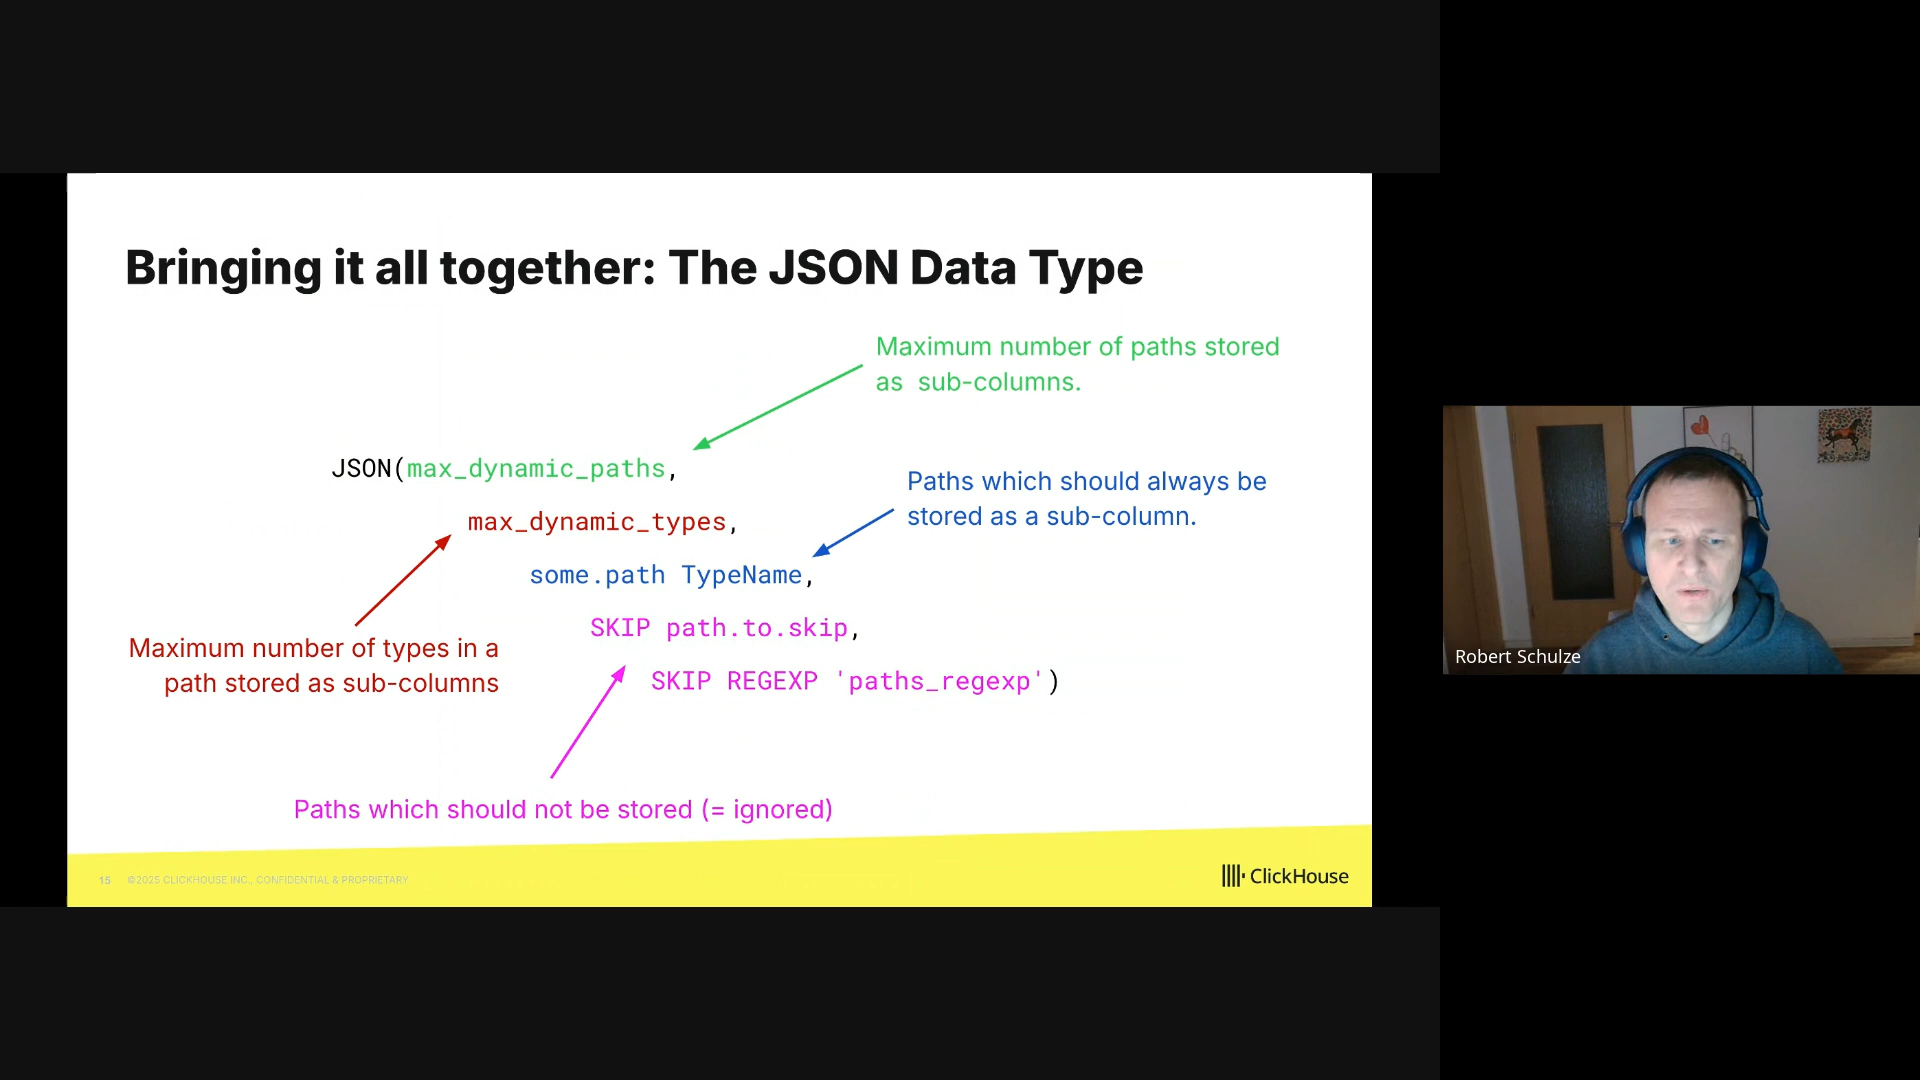 Bringing it all together: The JSON Data Type
Maximum number of paths stored
as sub-columns.
JSON(max_dynamic_paths,
Paths which should always be
stored as a sub-column.
max_dynamic_types,
some.path TypeName,
SKIP path.to.skip,
Maximum number of types in a
path stored as sub-columns
SKIP REGEXP 'paths_regexp')
Paths which should not be stored (= ignored)
15 ©2025 CLICKHOUSE INC., CONFIDENTIAL & PROPRIETARY
ClickHouse
Robert Schulze